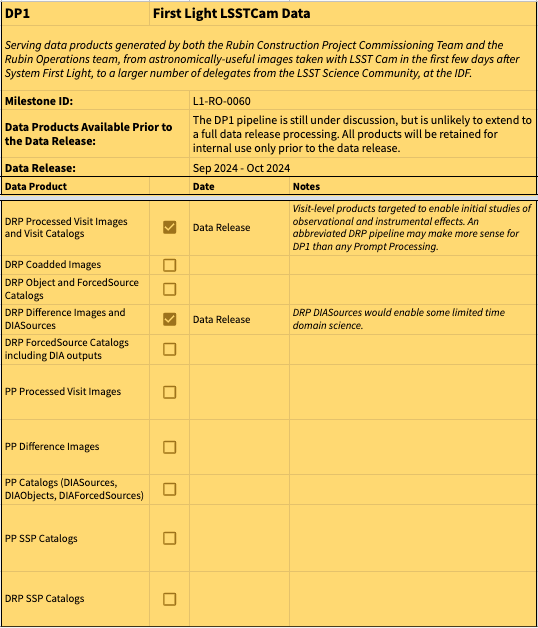 DP1 First Light LSSTCam Data
Serving data products generated by both the Rubin Construction Project Commissioning Team and the
Rubin Operations team, from astronomically-useful images taken with LSST Cam in the first few days after
System First Light, to a larger number of delegates from the LSST Science Community, at the IDF.
Milestone ID: L1-RO-0060
Data Products Available Prior to
the Data Release:
The DP1 pipeline is still under discussion, but is unlikely to extend to
a full data release processing. All products will be retained for
internal use only prior to the data release.
Data Release: Sep 2024 - Oct 2024
Data Product Date Notes
DRP Processed Visit Images
and Visit Catalogs
Data Release
Visit-level products targeted to enable initial studies of
observational and instrumental effects. An
abbreviated DRP pipeline may make more sense for
DP1 than any Prompt Processing.
DRP Coadded Images
DRP Object and ForcedSource
Catalogs
DRP Difference Images and
DIASources
Data Release
DRP DIASources would enable some limited time
domain science.
DRP ForcedSource Catalogs
including DIA outputs
PP Processed Visit Images
PP Difference Images
PP Catalogs (DIASources,
DIAObjects, DIAForcedSources)
PP SSP Catalogs
DRP SSP Catalogs